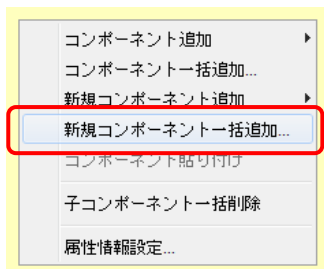 コンポーネント追加
コンポーネント一括追加...
新規コンポーネント追加
新規コンポーネント一括追加...
コンポーネント貼り付け
子コンポーネント一括削除
属性情報設定...